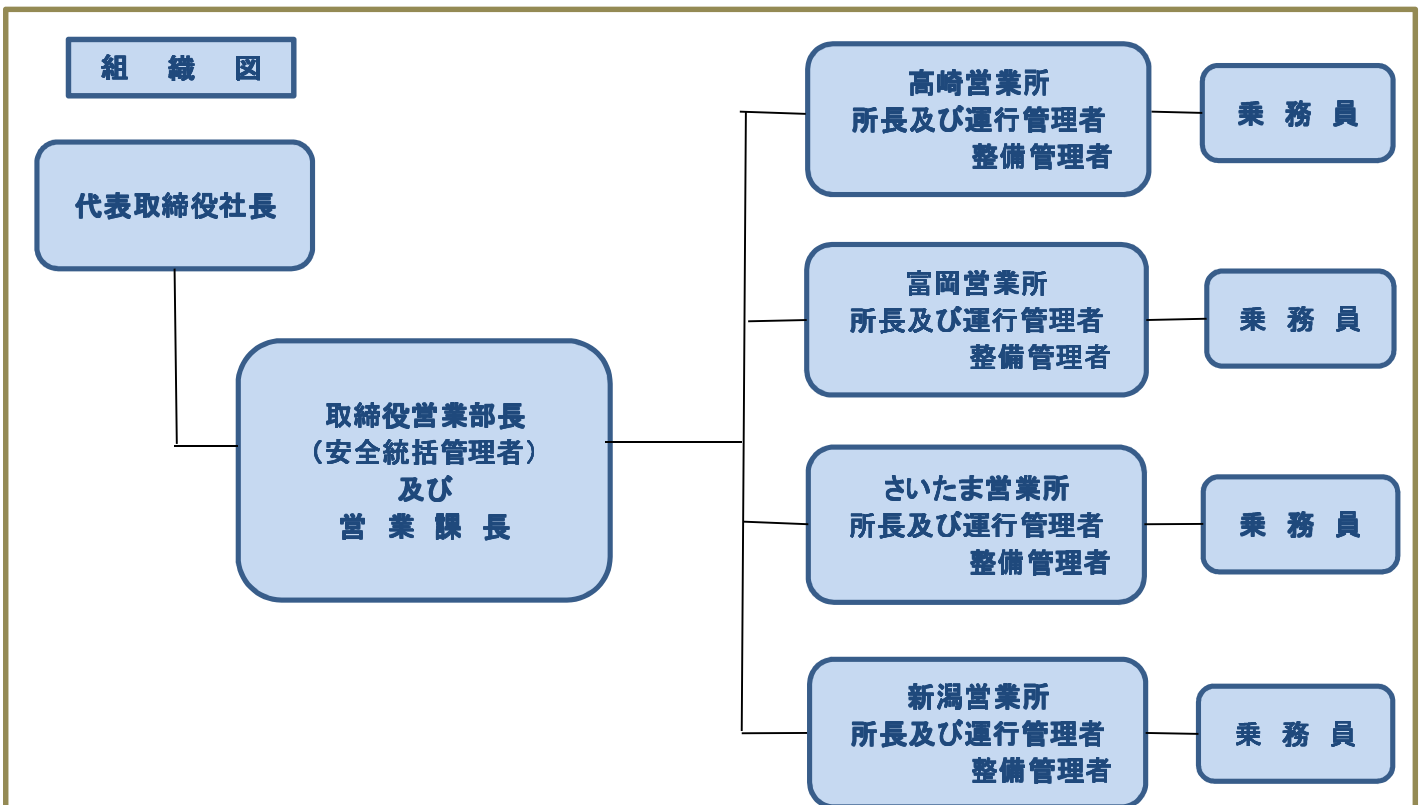 組　織　図
代表取締役社長
取締役営業部長
（安全統括管理者）
及び
営　業　課　長
高崎営業所
所長及び運行管理者
整備管理者
乗　務　員
富岡営業所
所長及び運行管理者
整備管理者
乗　務　員
さいたま営業所
所長及び運行管理者
整備管理者
乗　務　員
新潟営業所
所長及び運行管理者
整備管理者
乗　務　員